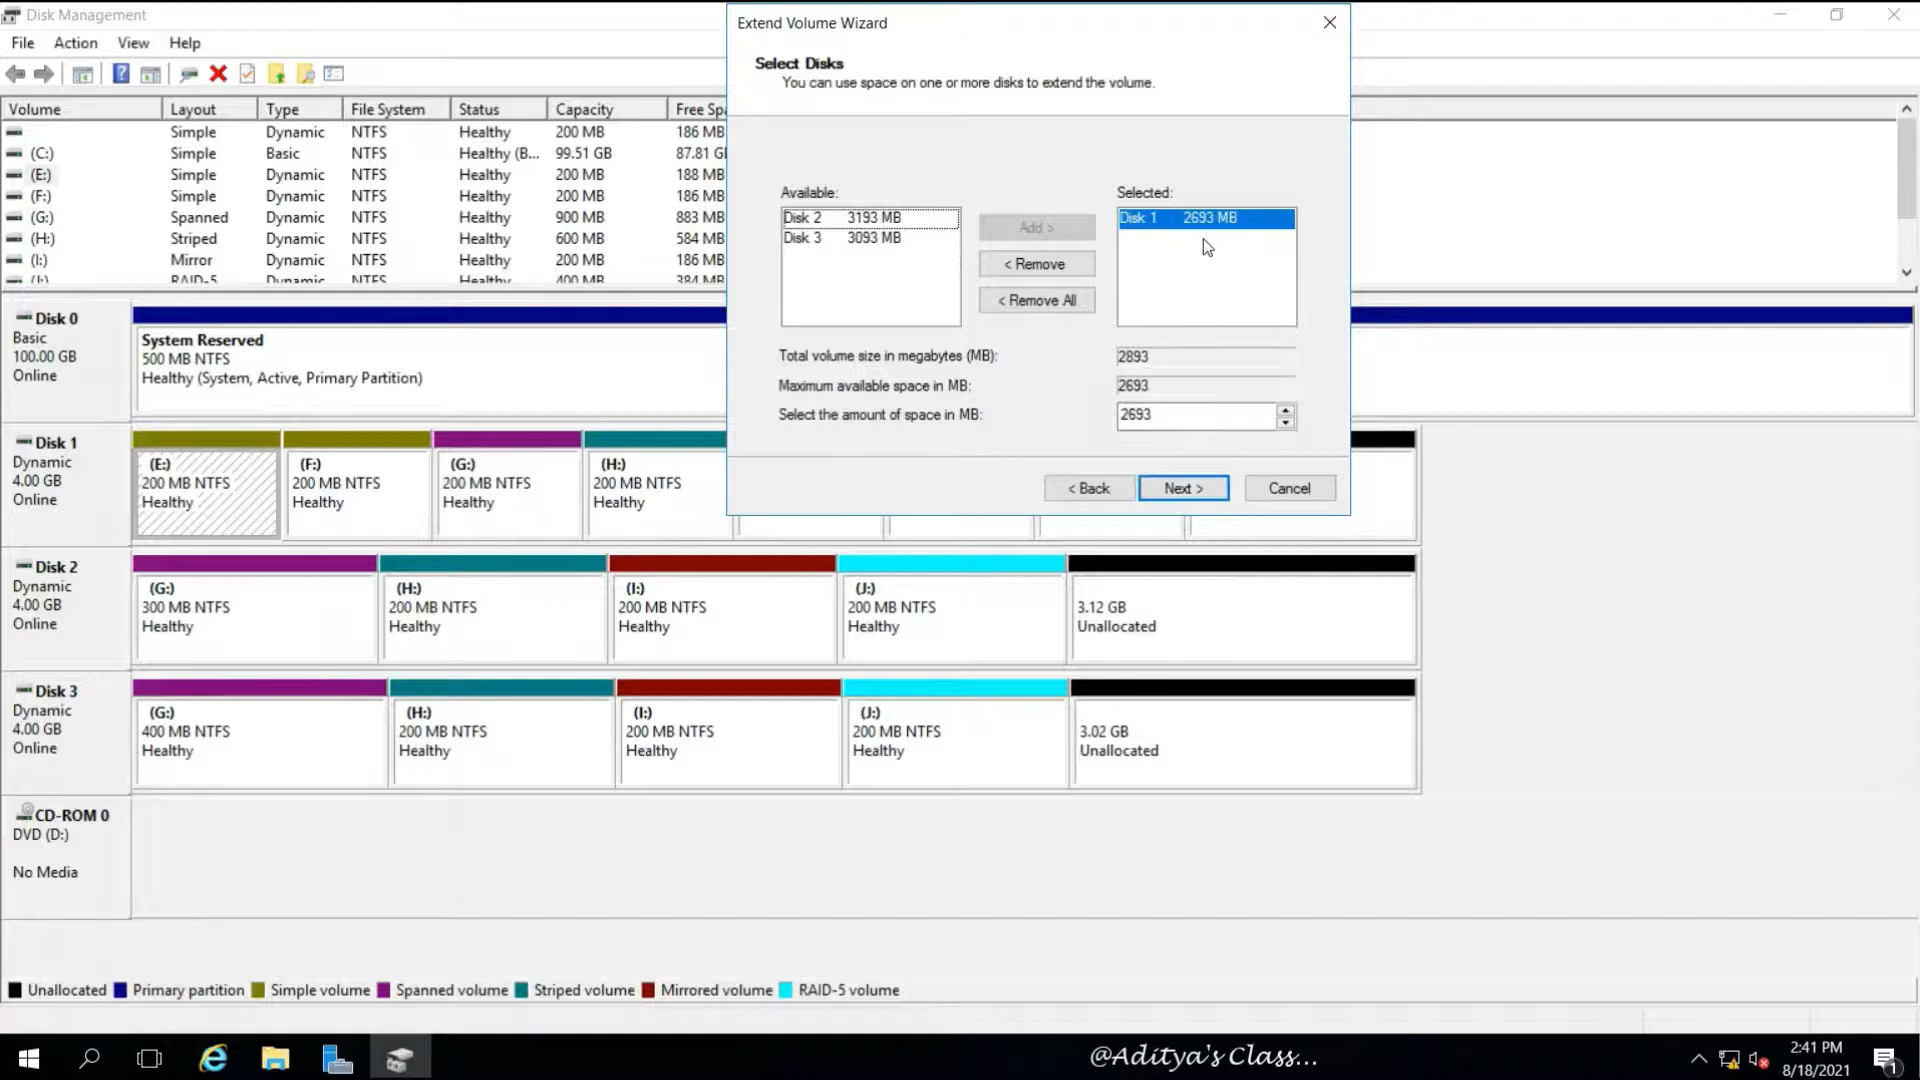 Disk Management
File Action View Help
Volume Layout Type File System Status Capacity Free Spa
Simple Dynamic NTFS Healthy 200 MB 186 MB
(C:) Simple Basic NTFS Healthy (B... 99.51 GB 87.81 GI
(E:) Simple Dynamic NTFS Healthy 200 MB 188 MB
(F:) Simple Dynamic NTFS Healthy 200 MB 186 MB
(G:) Spanned Dynamic NTFS Healthy 900 MB 883 MB
(H:) Striped Dynamic NTFS Healthy 600 MB 584 MB
(I:) Mirror Dynamic NTFS Healthy 200 MB 186 MB
(J:) RAID-5 Dynamic NTFS Healthy 400 MB 384 MB
Extend Volume Wizard
Select Disks
You can use space on one or more disks to extend the volume.
Available: Selected:
Disk 2 3193 MB Add > Disk 1 2693 MB
Disk 3 3093 MB
< Remove
< Remove All
Total volume size in megabytes (MB): 2893
Maximum available space in MB: 2693
Select the amount of space in MB: 2693
< Back Next > Cancel
Disk 0
Basic
100.00 GB
Online
System Reserved
500 MB NTFS
Healthy (System, Active, Primary Partition)
Disk 1
Dynamic
4.00 GB
Online
(E:)
200 MB NTFS
Healthy
(F:)
200 MB NTFS
Healthy
(G:)
200 MB NTFS
Healthy
(H:)
200 MB NTFS
Healthy
Disk 2
Dynamic
4.00 GB
Online
(G:)
300 MB NTFS
Healthy
(H:)
200 MB NTFS
Healthy
(I:)
200 MB NTFS
Healthy
(J:)
200 MB NTFS
Healthy
3.12 GB
Unallocated
Disk 3
Dynamic
4.00 GB
Online
(G:)
400 MB NTFS
Healthy
(H:)
200 MB NTFS
Healthy
(I:)
200 MB NTFS
Healthy
(J:)
200 MB NTFS
Healthy
3.02 GB
Unallocated
CD-ROM 0
DVD (D:)
No Media
Unallocated Primary partition Simple volume Spanned volume Striped volume Mirrored volume RAID-5 volume
@Aditya's Class...
2:41 PM
8/18/2021
1